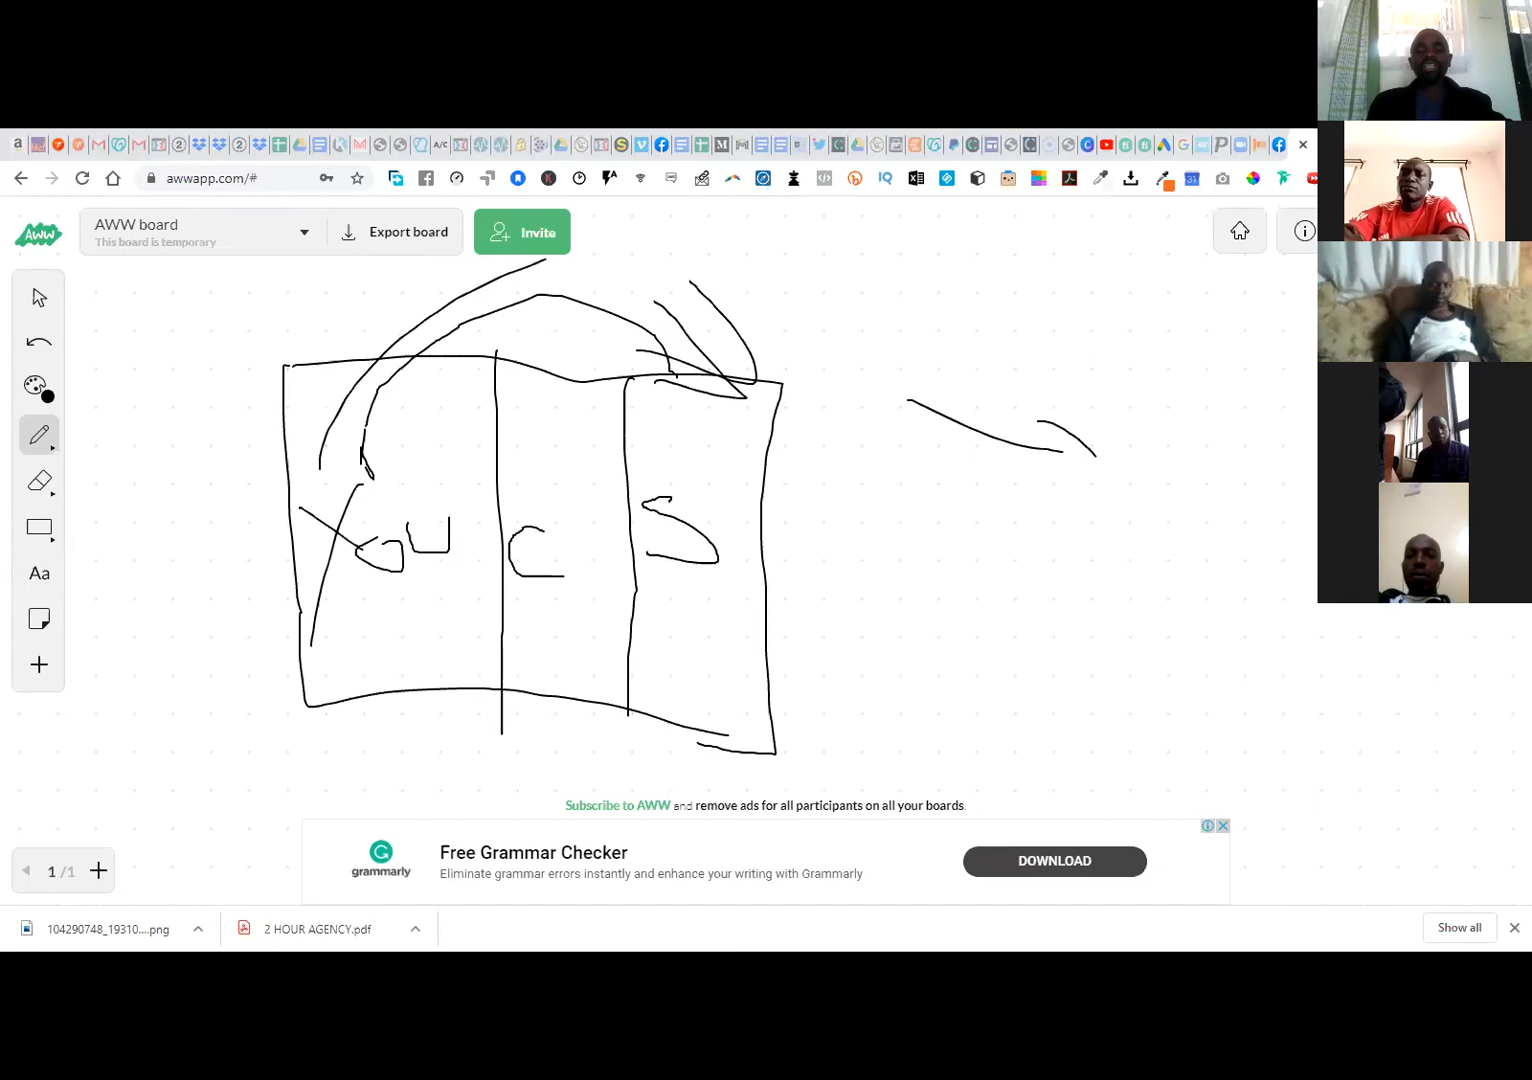 awwapp.com/#
AWW
AWW board
This board is temporary
Export board
Invite
Aa
C
S
Subscribe to AWW and remove ads for all participants on all your boards.
grammarly
Free Grammar Checker
Eliminate grammar errors instantly and enhance your writing with Grammarly
DOWNLOAD
1 /1
104290748_19310....png
2 HOUR AGENCY.pdf
Show all